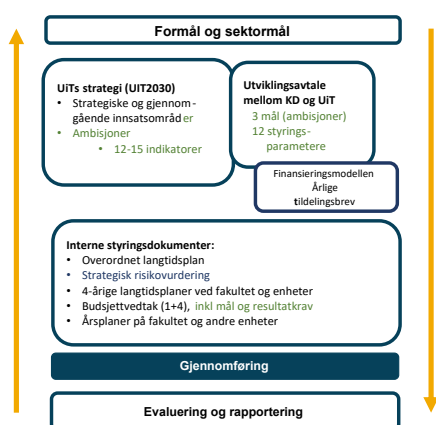 Formål og sektormål
UiTs strategi (UIT2030)
• Strategiske og gjennom-
gående innsatsområder
• Ambisjoner
• 12-15 indikatorer
Utviklingsavtale
mellom KD og UiT
3 mål (ambisjoner)
12 styrings-
parametere
Finansieringsmodellen
Årlige
tildelingsbrev
Interne styringsdokumenter:
• Overordnet langtidsplan
• Strategisk risikovurdering
• 4-årige langtidsplaner ved fakultet og enheter
• Budsjettvedtak (1+4), inkl mål og resultatkrav
• Årsplaner på fakultet og andre enheter
Gjennomføring
Evaluering og rapportering